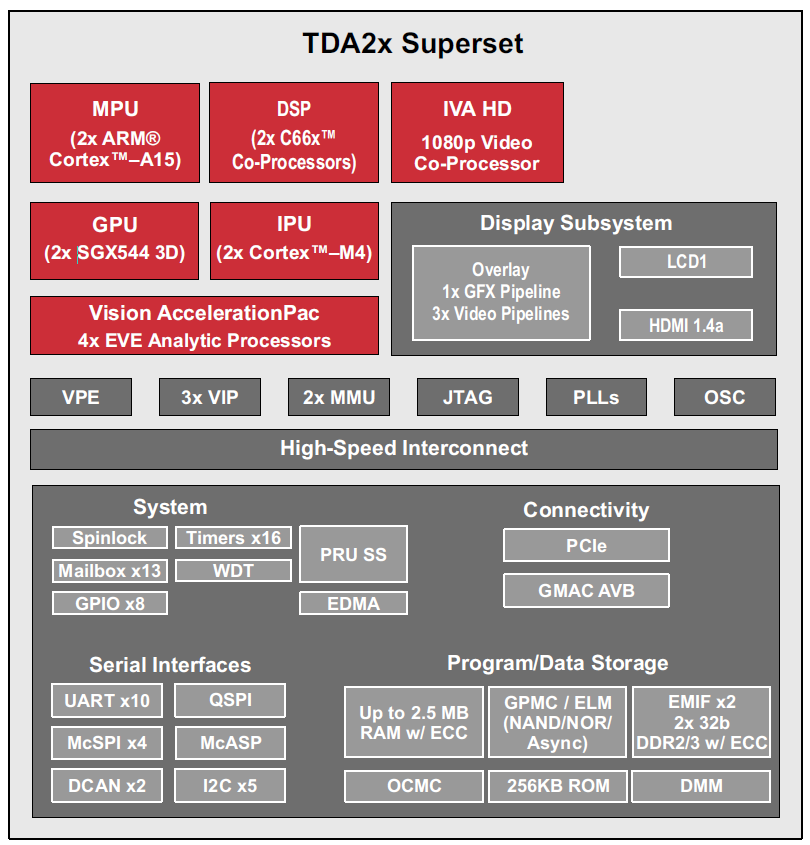 TDA2x Superset
MPU
(2x ARM®
Cortex™–A15)
DSP
(2x C66x™
Co-Processors)
IVA HD
1080p Video
Co-Processor
GPU
(2x SGX544 3D)
IPU
(2x Cortex™–M4)
Display Subsystem
Overlay
1x GFX Pipeline
3x Video Pipelines
LCD1
HDMI 1.4a
Vision AccelerationPac
4x EVE Analytic Processors
VPE
3x VIP
2x MMU
JTAG
PLLs
OSC
High-Speed Interconnect
System
Spinlock
Timers x16
PRU SS
Mailbox x13
WDT
GPIO x8
EDMA
Connectivity
PCIe
GMAC AVB
Serial Interfaces
UART x10
QSPI
McSPI x4
McASP
DCAN x2
I2C x5
Program/Data Storage
Up to 2.5 MB
RAM w/ ECC
GPMC / ELM
(NAND/NOR/
Async)
EMIF x2
2x 32b
DDR2/3 w/ ECC
OCMC
256KB ROM
DMM